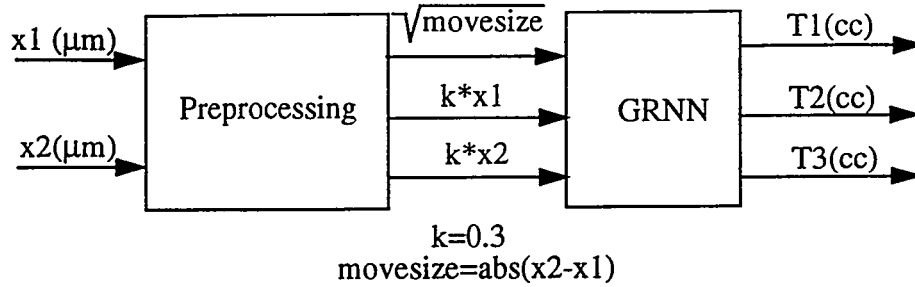 x1 (µm)
x2(µm)
Preprocessing
√movesize
k*x1
k*x2
GRNN
T1(cc)
T2(cc)
T3(cc)
k=0.3
movesize=abs(x2-x1)